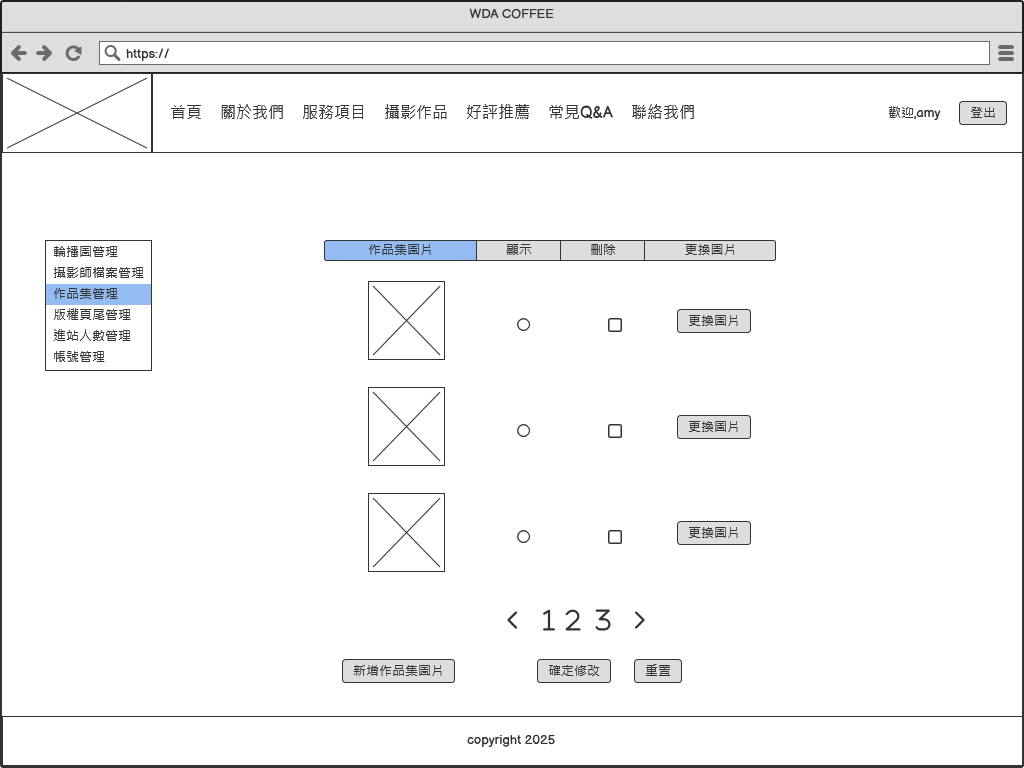 WDA COFFEE
https://
首頁 關於我們 服務項目 攝影作品 好評推薦 常見Q&A 聯絡我們 歡迎,amy 登出
輪播圖管理
攝影師檔案管理
作品集管理
版權頁尾管理
進站人數管理
帳號管理
作品集圖片 顯示 刪除 更換圖片
更換圖片
更換圖片
更換圖片
1 2 3
新增作品集圖片 確定修改 重置
copyright 2025